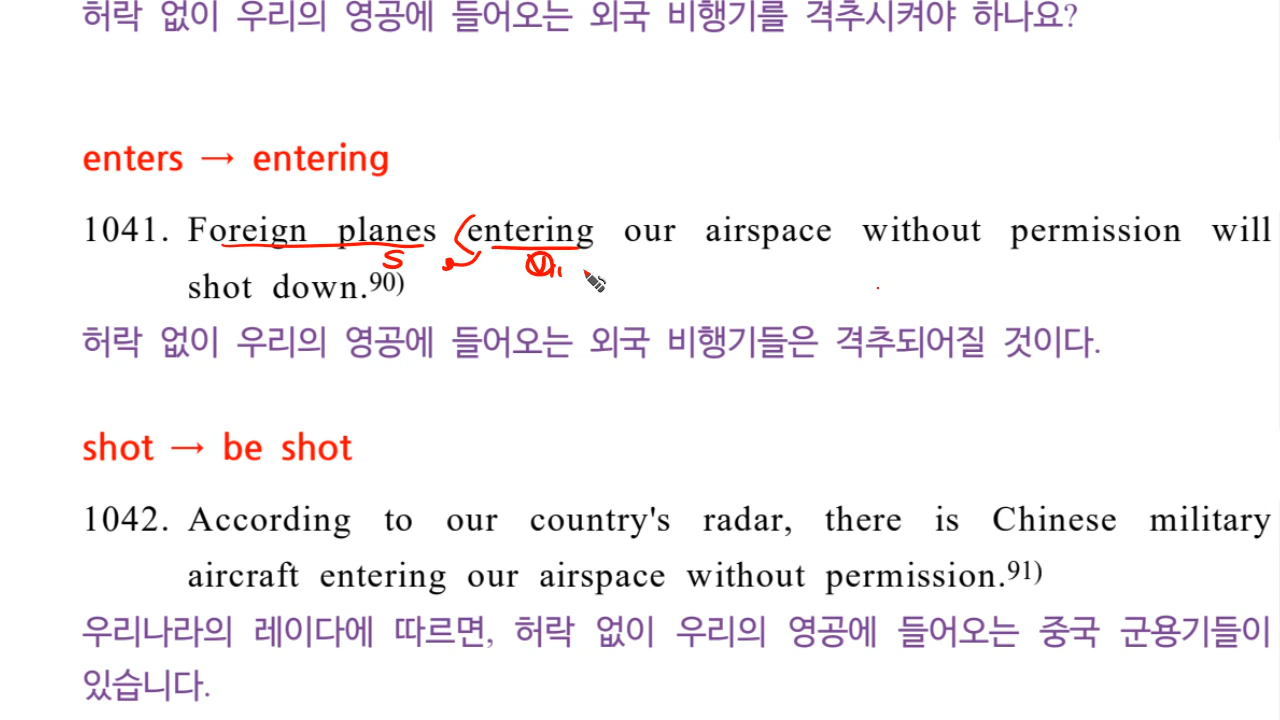 허락 없이 우리의 영공에 들어오는 외국 비행기를 격추시켜야 하나요?
enters → entering
1041. Foreign planes entering our airspace without permission will
S
shot down.90)
허락 없이 우리의 영공에 들어오는 외국 비행기들은 격추되어질 것이다.
shot → be shot
1042. According to our country's radar, there is Chinese military
aircraft entering our airspace without permission.91)
우리나라의 레이다에 따르면, 허락 없이 우리의 영공에 들어오는 중국 군용기들이
있습니다.